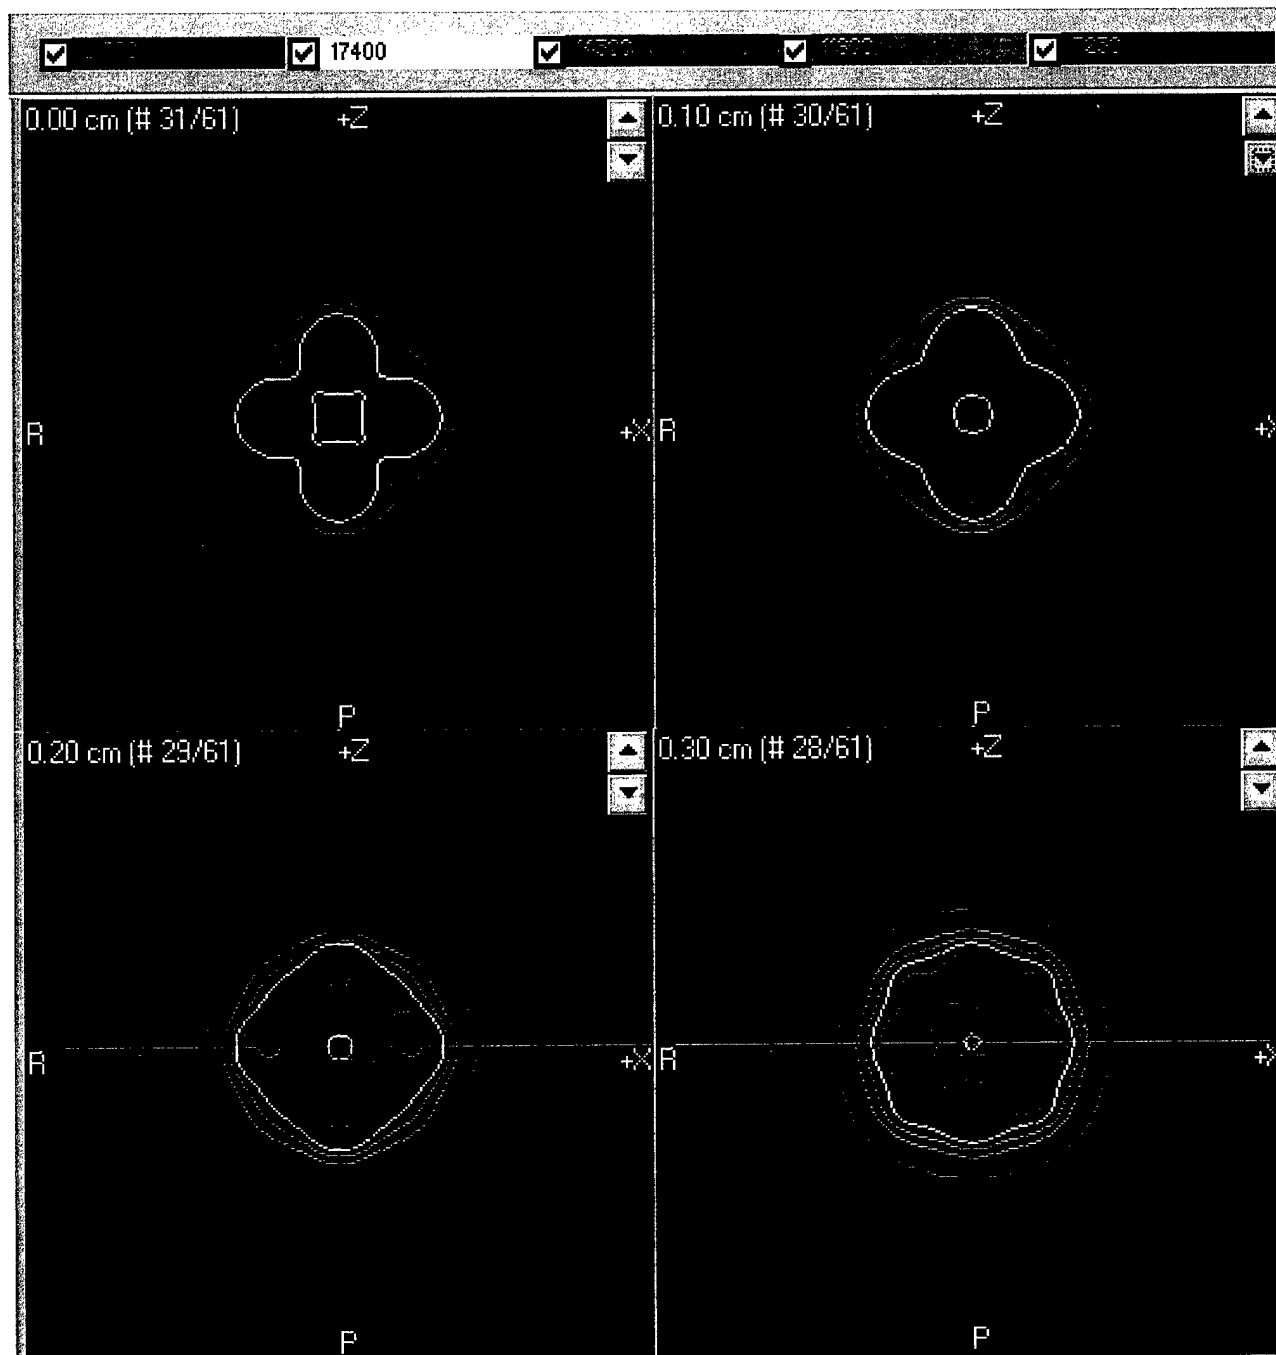 17400
0.00 cm (# 31/61) +Z
0.10 cm (# 30/61) +Z
R +X
R +X
P
P
0.20 cm (# 29/61) +Z
0.30 cm (# 28/61) +Z
R +X
R +X
P
P